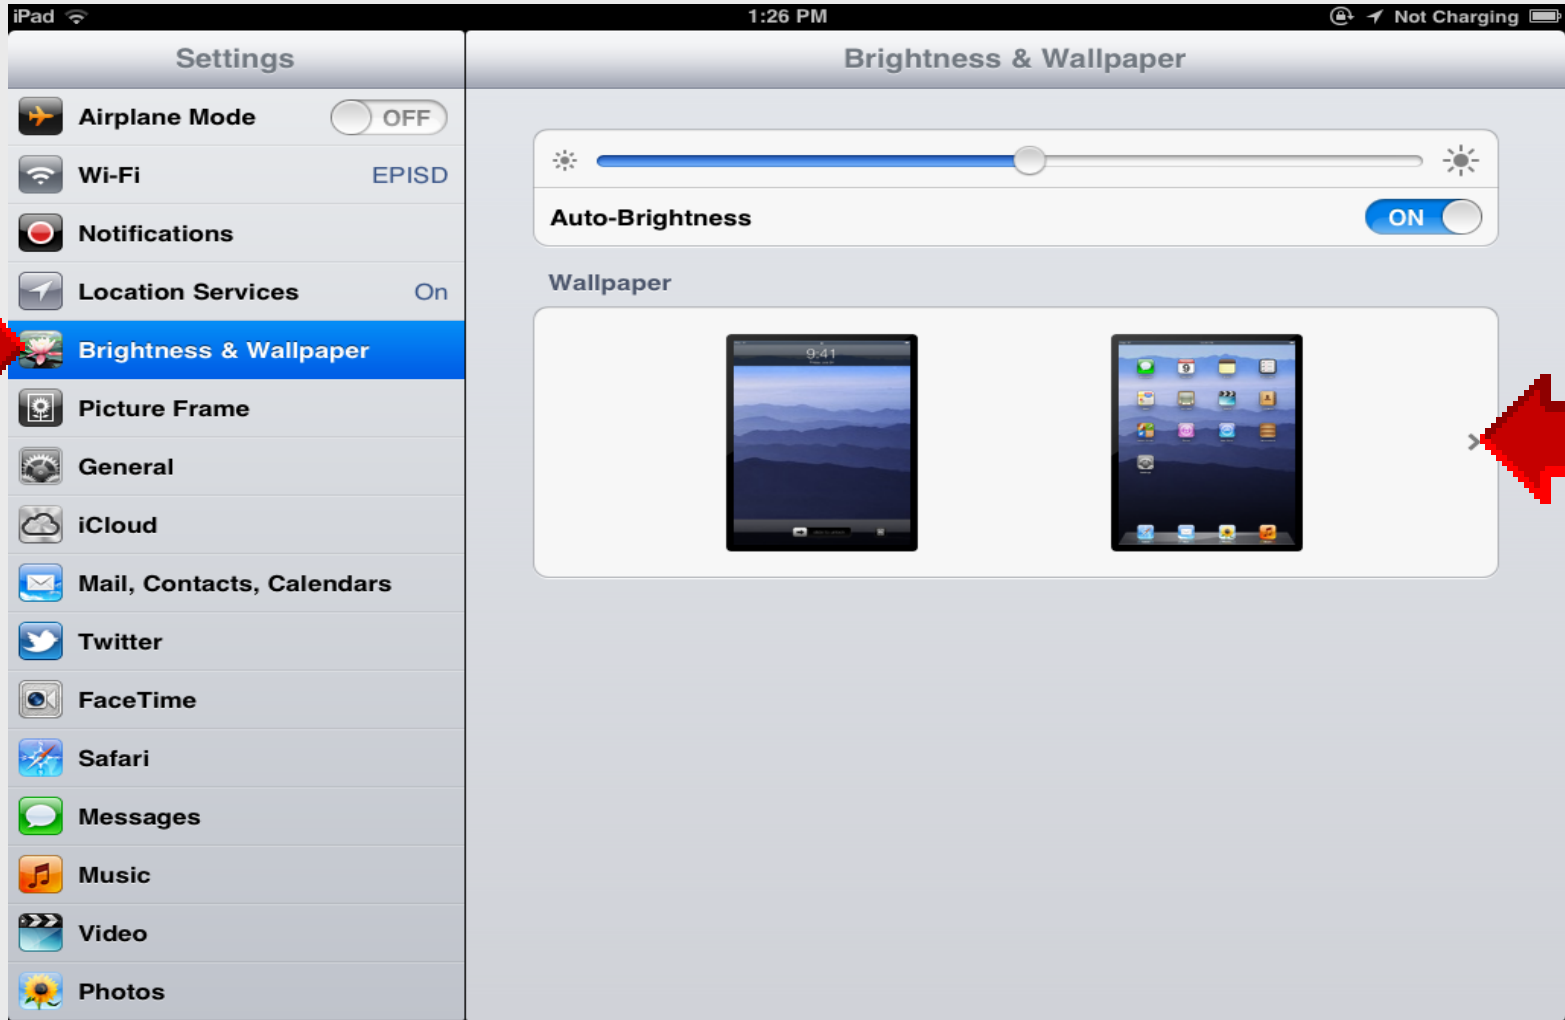 iPad 1:26 PM Not Charging
Settings
Brightness & Wallpaper
Airplane Mode OFF
Wi-Fi EPISD
Notifications
Location Services On
Brightness & Wallpaper
Picture Frame
General
iCloud
Mail, Contacts, Calendars
Twitter
FaceTime
Safari
Messages
Music
Video
Photos
Auto-Brightness ON
Wallpaper
9:41
9